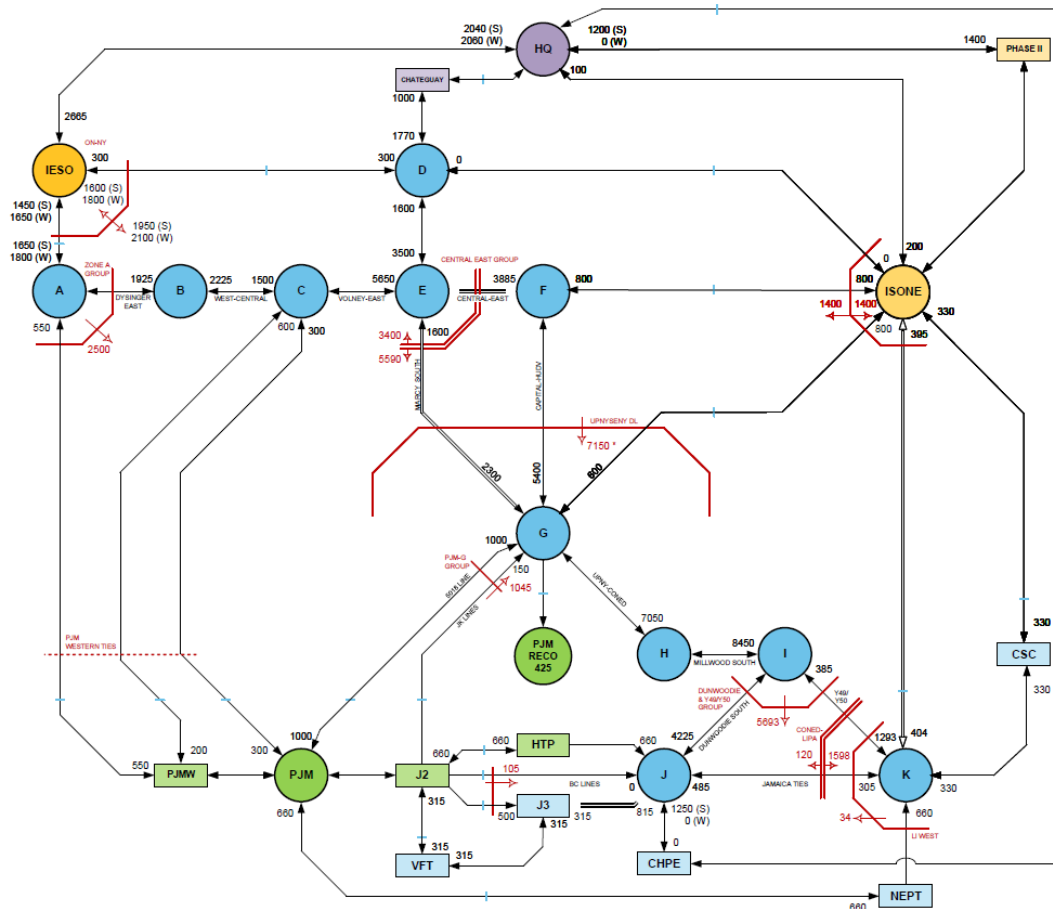 2040 (S)
2060 (W)
HQ
1200 (S)
0 (W)
1400
PHASE II
100
CHATEGUAY
1000
2665
ON-NY
IESO
300
1770
300
D
0
1600 (S)
1800 (W)
1450 (S)
1650 (W)
1950 (S)
2100 (W)
1600
200
0
1650 (S)
1800 (W)
ZONE A
GROUP
1925
2225
1500
3500
5650
CENTRAL EAST GROUP
3885
800
800
A
B
C
E
F
ISONE
DYSINGER
EAST
WEST-CENTRAL
VOLNEY-EAST
CENTRAL-EAST
1400
1400
330
550
2500
600
300
1600
3400
5590
800
395
MARCY SOUTH
CAPITAL-HUDV
UPNYSENY DL
7150 *
2300
5400
600
G
1000
150
PJM-G
GROUP
1045
5018 LINE
JK LINES
UPNY-CONED
7050
PJM
WESTERN TIES
PJM
RECO
425
H
8450
MILLWOOD SOUTH
I
385
330
CSC
330
DUNWOODIE
& Y49/Y50
GROUP
5693
DUNWOODIE SOUTH
Y49/
Y50
CONED-
LIPA
4225
1293
404
120
1598
550
200
PJMW
300
1000
PJM
660
660
J2
660
HTP
660
105
BC LINES
0
J
485
JAMAICA TIES
305
K
330
315
500
J3
315
315
815
1250 (S)
0 (W)
34
660
LI WEST
315
VFT
315
0
CHPE
NEPT
660